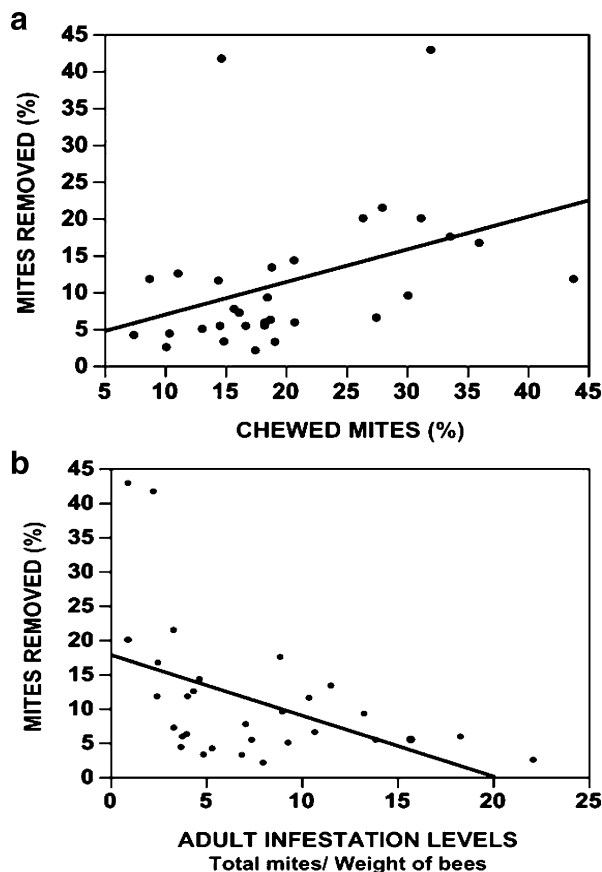 a
MITES REMOVED (%)
45
40
35
30
25
20
15
10
5
0
5 10 15 20 25 30 35 40 45
CHEWED MITES (%)
b
MITES REMOVED (%)
45
40
35
30
25
20
15
10
5
0
0 5 10 15 20 25
ADULT INFESTATION LEVELS
Total mites/ Weight of bees